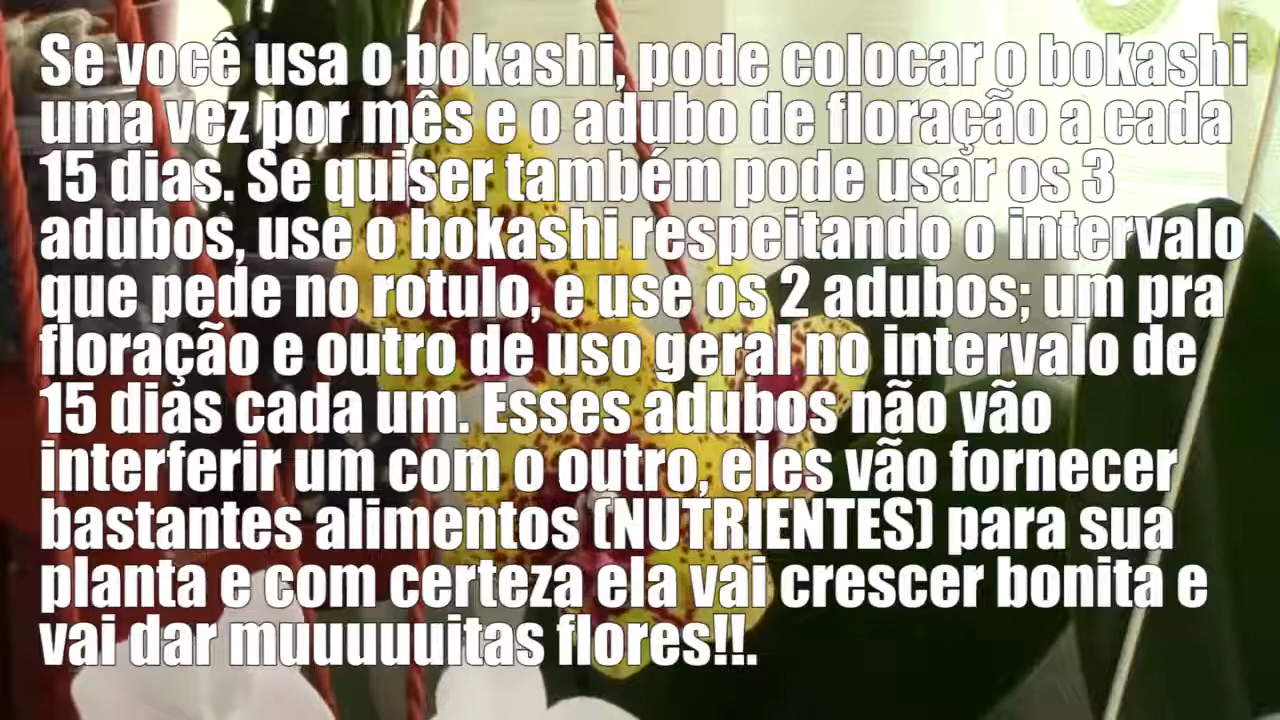 Se você usa o bokashi, pode colocar o bokashi
uma vez por mês e o adubo de floração a cada
15 dias. Se quiser também pode usar os 3
adubos, use o bokashi respeitando o intervalo
que pede no rotulo, e use os 2 adubos; um pra
floração e outro de uso geral no intervalo de
15 dias cada um. Esses adubos não vão
interferir um com o outro, eles vão fornecer
bastantes alimentos (NUTRIENTES) para sua
planta e com certeza ela vai crescer bonita e
vai dar muuuuuitas flores!!.